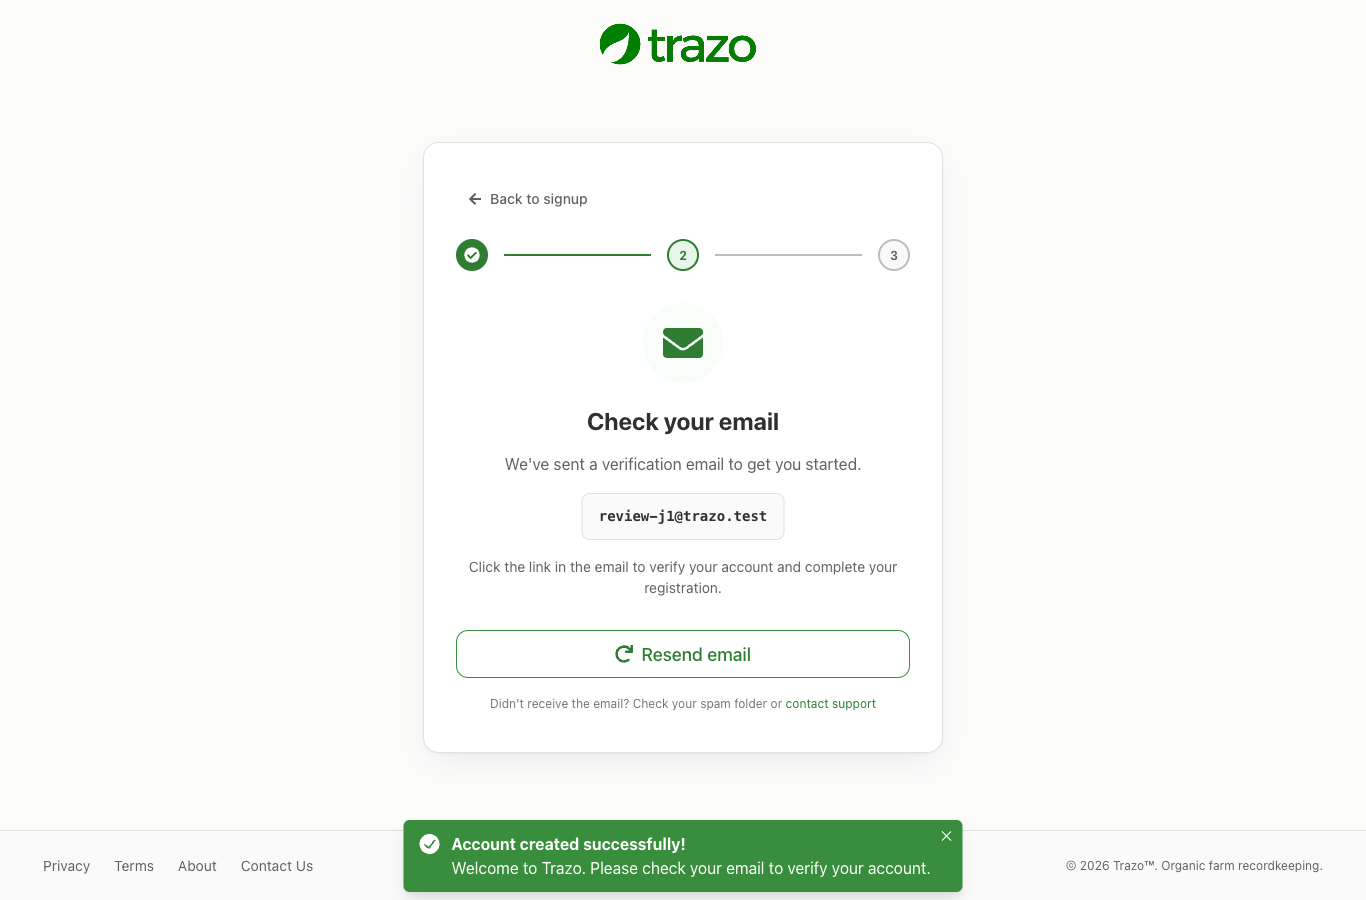 trazo
Back to signup
2
3
Check your email
We've sent a verification email to get you started.
review-j1@trazo.test
Click the link in the email to verify your account and complete your
registration.
Resend email
Didn't receive the email? Check your spam folder or contact support
Account created successfully!
Welcome to Trazo. Please check your email to verify your account.
Privacy
Terms
About
Contact Us
© 2026 Trazo™. Organic farm recordkeeping.